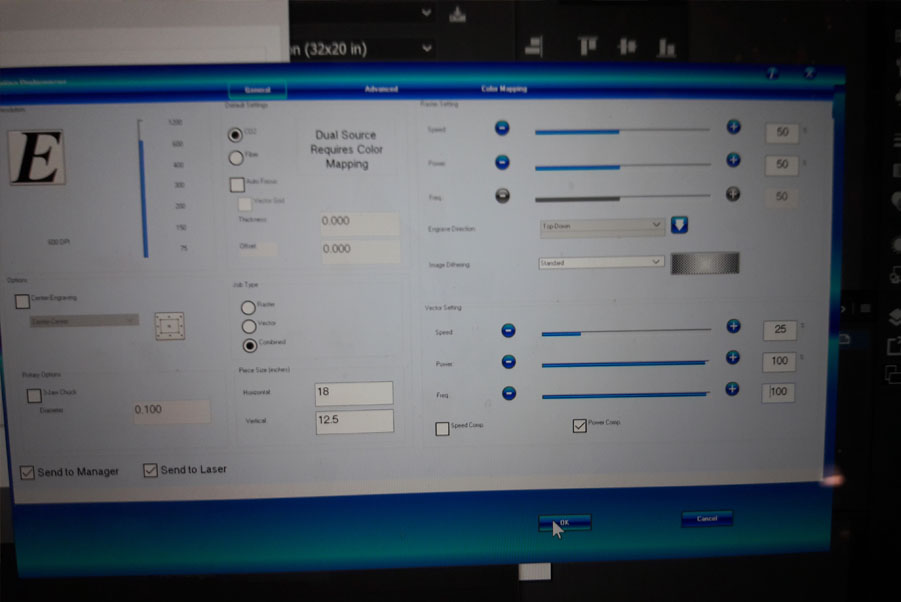 n (32x20 in)
Preferences
General
Advanced
Color Mapping
Resolution
E
1200
600
400
300
200
150
75
600 DPI
Default Settings
CO2
Fiber
Dual Source
Requires Color
Mapping
Auto Focus
Vector Grid
Thickness
0.000
Offset
0.000
Raster Setting
Speed
50
%
Power
50
%
Freq.
50
Engrave Direction
Top-Down
Image Dithering
Standard
Options
Center-Engraving
Center-Center
Job Type
Raster
Vector
Combined
Vector Setting
Speed
25
%
Power
100
%
Freq.
100
Speed Comp
Power Comp
Rotary Options
3-Jaw Chuck
Diameter
0.100
Piece Size (inches)
Horizontal
18
Vertical
12.5
Send to Manager
Send to Laser
OK
Cancel